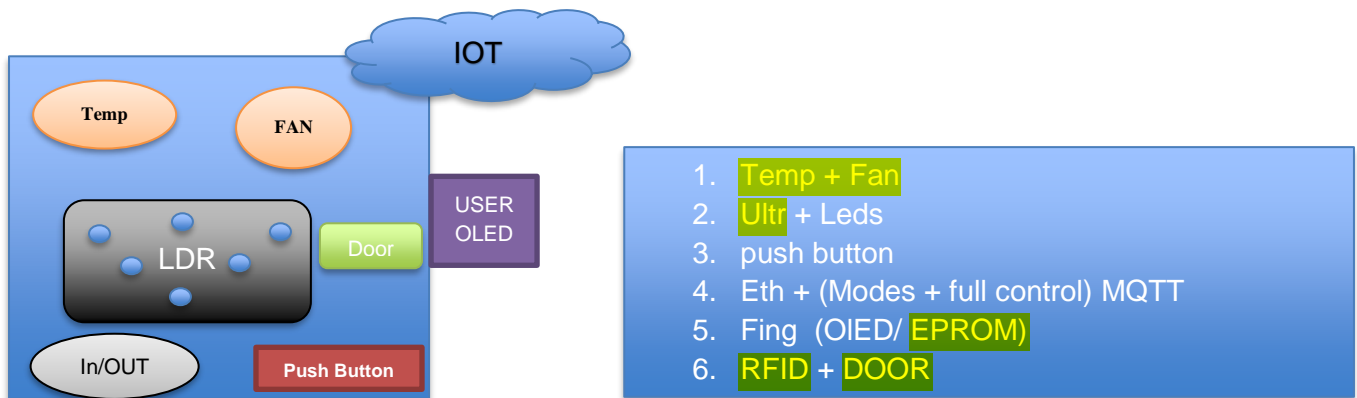 IOT
Temp
FAN
USER
OLED
LDR
Door
In/OUT
Push Button
1. Temp + Fan
2. Ultr + Leds
3. push button
4. Eth + (Modes + full control) MQTT
5. Fing (OlED/ EPROM)
6. RFID + DOOR